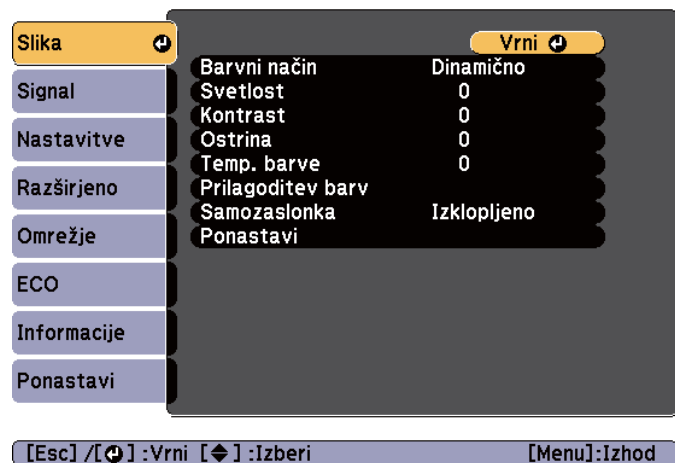 Slika
Signal
Nastavitve
Razširjeno
Omrežje
ECO
Informacije
Ponastavi
Vrni
Barvni način Dinamično
Svetlost 0
Kontrast 0
Ostrina 0
Temp. barve 0
Prilagoditev barv
Samozaslonka Izklopljeno
Ponastavi
[Esc] /[⏎] :Vrni [◆] :Izberi [Menu]:Izhod